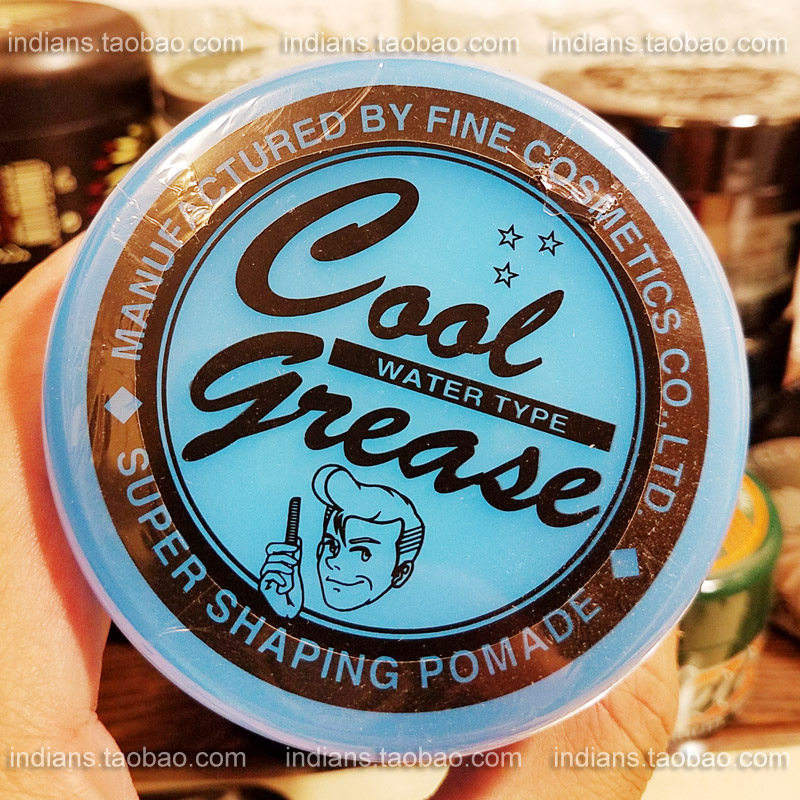 indians.taobao.com indians.taobao.com indians.taobao.com
MANUFACTURED BY FINE COSMETICS CO.,LTD.
Cool
WATER TYPE
Grease
SUPER SHAPING POMADE
indians.taobao.com indians.taobao.com indians.taobao.com